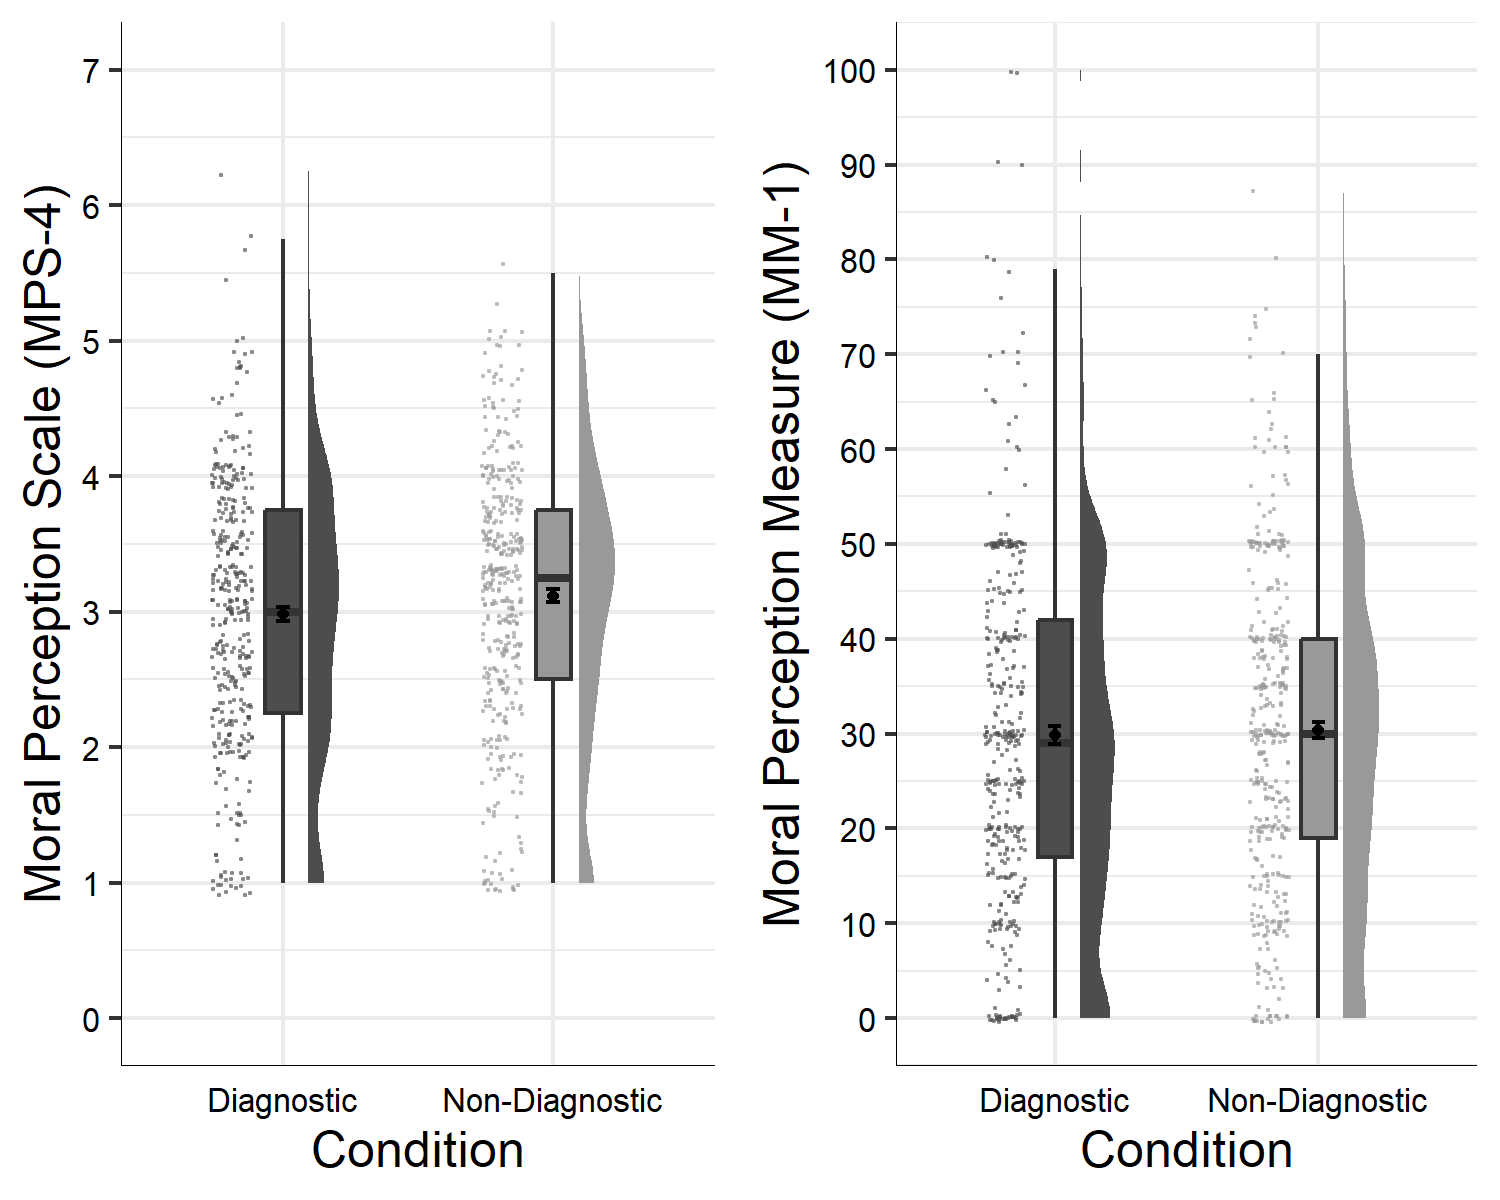 Moral Perception Scale (MPS-4)
7
6
5
4
3
2
1
0
Diagnostic
Non-Diagnostic
Condition
Moral Perception Measure (MM-1)
100
90
80
70
60
50
40
30
20
10
0
Diagnostic
Non-Diagnostic
Condition